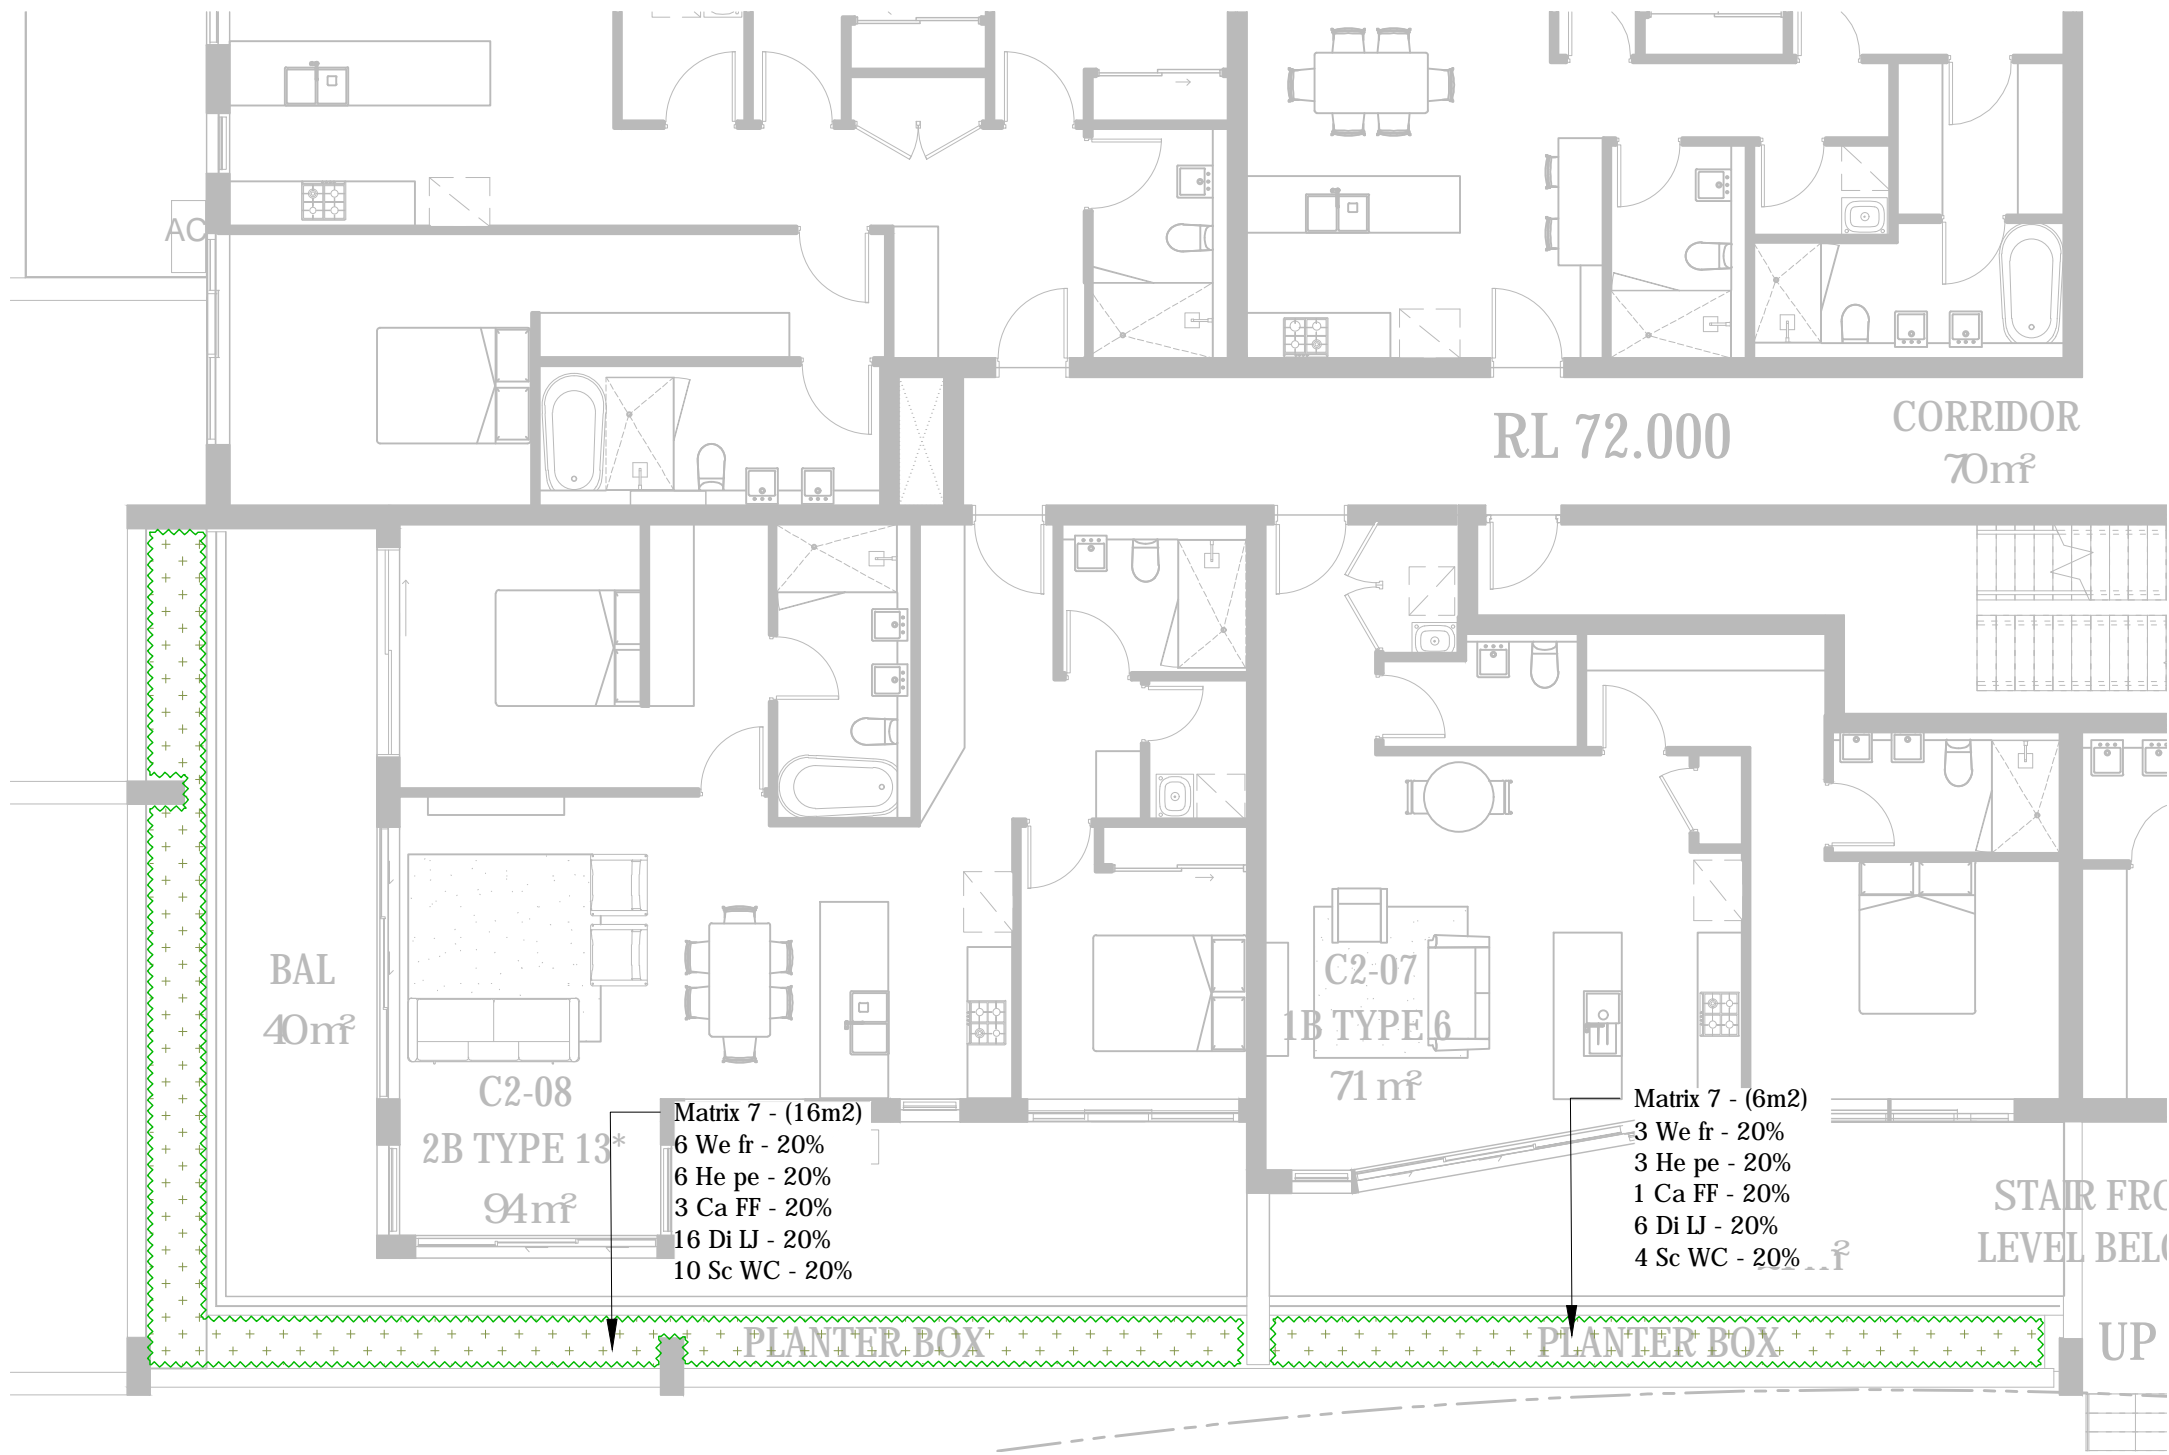 AC
RL 72.000
CORRIDOR
70m²
BAL
40m²
C2-08
2B TYPE 13*
94m²
C2-07
1B TYPE 6
71m²
Matrix 7 - (16m2)
6 We fr - 20%
6 He pe - 20%
3 Ca FF - 20%
16 Di LJ - 20%
10 Sc WC - 20%
Matrix 7 - (6m2)
3 We fr - 20%
3 He pe - 20%
1 Ca FF - 20%
6 Di LJ - 20%
4 Sc WC - 20%
STAIR FRO
LEVEL BELO
PLANTER BOX
PLANTER BOX
UP